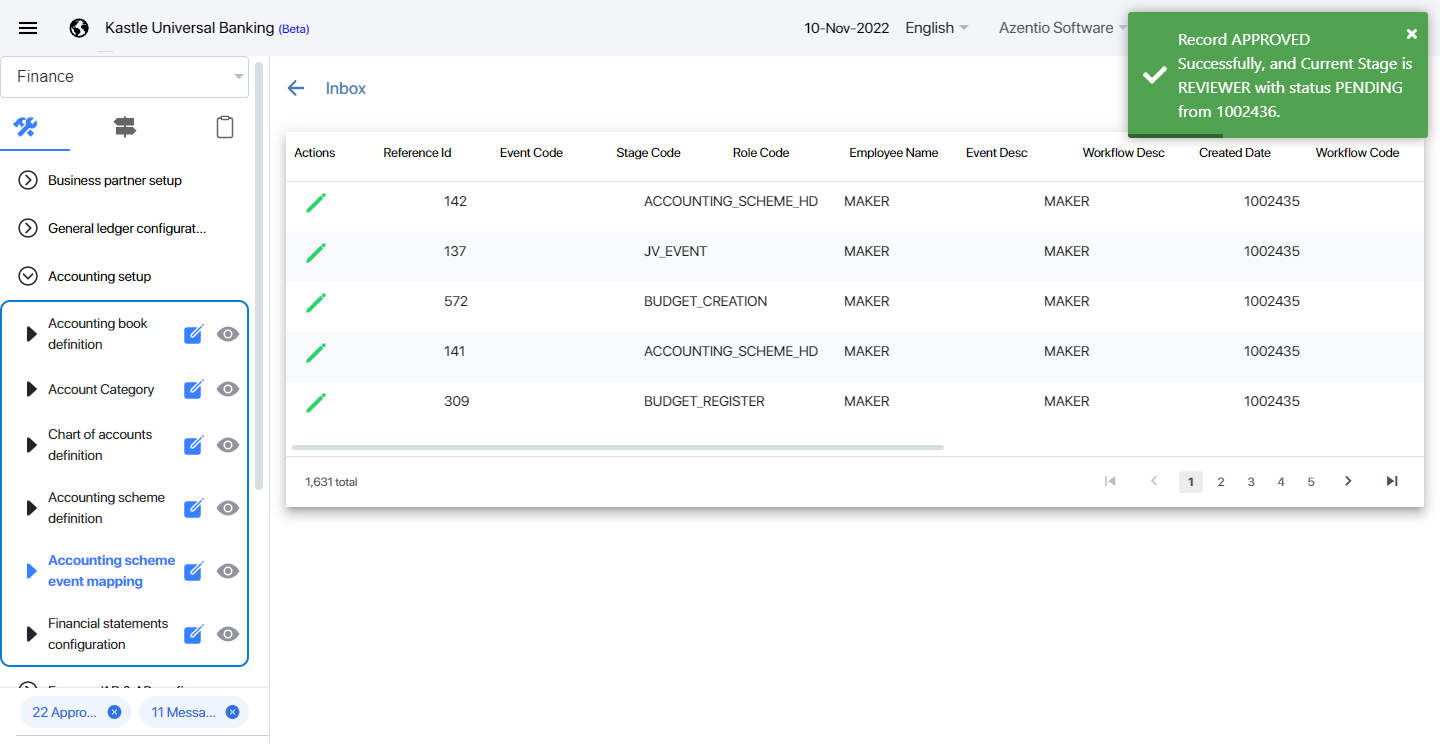 Kastle Universal Banking (Beta)
10-Nov-2022 English Azentio Software
Record APPROVED
Successfully, and Current Stage is
REVIEWER with status PENDING
from 1002436.
Finance
Inbox
Business partner setup
General ledger configurat...
Accounting setup
Accounting book
definition
Account Category
Chart of accounts
definition
Accounting scheme
definition
Accounting scheme
event mapping
Financial statements
configuration
22 Appro... 11 Messa...
Actions Reference Id Event Code Stage Code Role Code Employee Name Event Desc Workflow Desc Created Date Workflow Code
142 ACCOUNTING_SCHEME_HD MAKER MAKER 1002435
137 JV_EVENT MAKER MAKER 1002435
572 BUDGET_CREATION MAKER MAKER 1002435
141 ACCOUNTING_SCHEME_HD MAKER MAKER 1002435
309 BUDGET_REGISTER MAKER MAKER 1002435
1,631 total 1 2 3 4 5